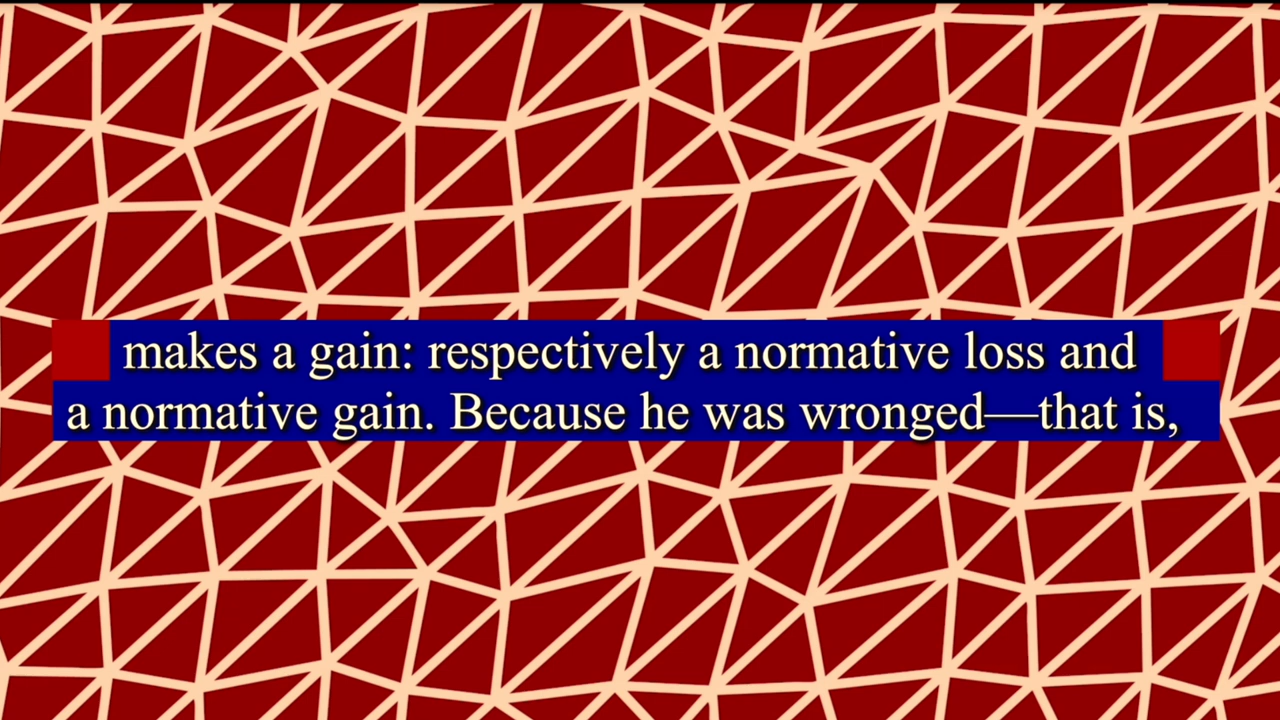 makes a gain: respectively a normative loss and
a normative gain. Because he was wronged—that is,